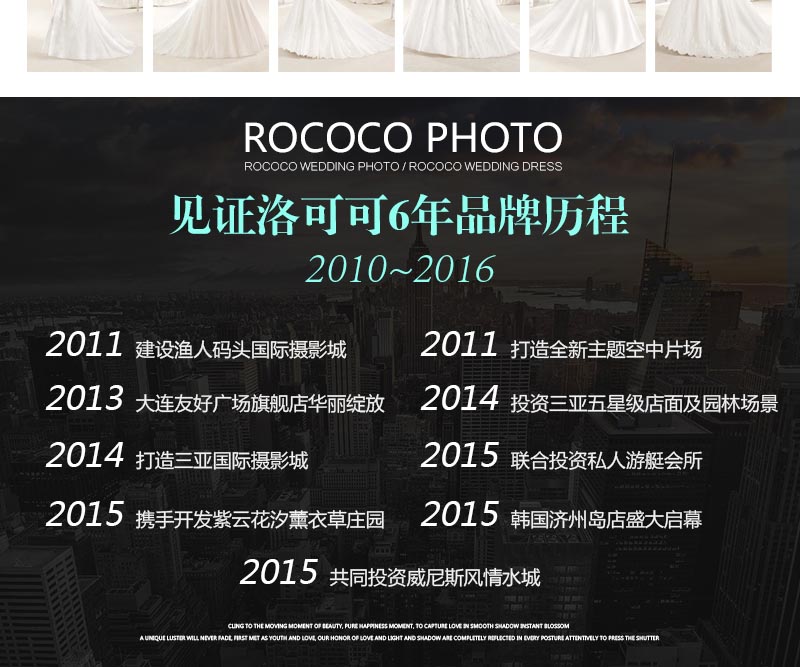 ROCOCO PHOTO
ROCOCO WEDDING PHOTO / ROCOCO WEDDING DRESS
见证洛可可6年品牌历程
2010~2016
2011 建设渔人码头国际摄影城
2011 打造全新主题空中片场
2013 大连友好广场旗舰店华丽绽放
2014 投资三亚五星级店面及园林场景
2014 打造三亚国际摄影城
2015 联合投资私人游艇会所
2015 携手开发紫云花汐薰衣草庄园
2015 韩国济州岛店盛大启幕
2015 共同投资威尼斯风情水城
CLING TO THE MOVING MOMENT OF BEAUTY, PURE HAPPINESS MOMENT, TO CAPTURE LOVE IN SMOOTH SHADOW INSTANT BLOSSOM
A UNIQUE LUSTER WILL NEVER FADE, FIRST MET AS YOUTH AND LOVE, OUR HONOR OF LOVE AND LIGHT AND SHADOW ARE COMPLETELY REFLECTED IN EVERY POSTURE ATTENTIVELY TO PRESS THE SHUTTER